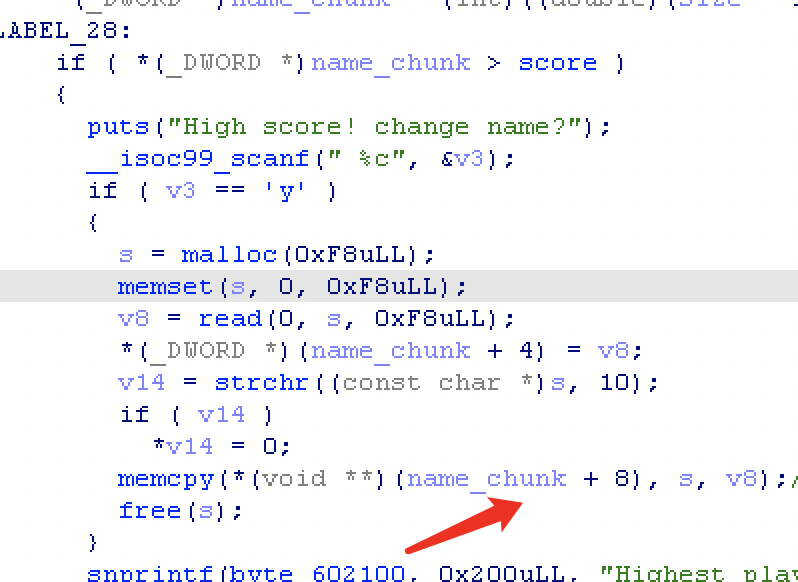 LABEL_28:
if ( *(_DWORD *)name_chunk > score )
{
puts("High score! change name?");
__isoc99_scanf(" %c", &v3);
if ( v3 == 'y' )
{
s = malloc(0xF8uLL);
memset(s, 0, 0xF8uLL);
v8 = read(0, s, 0xF8uLL);
*(_DWORD *)(name_chunk + 4) = v8;
v14 = strchr((const char *)s, 10);
if ( v14 )
*v14 = 0;
memcpy(*(void **)(name_chunk + 8), s, v8);/
free(s);
}
snprintf(byte_602100, 0x200uLL, "Highest play